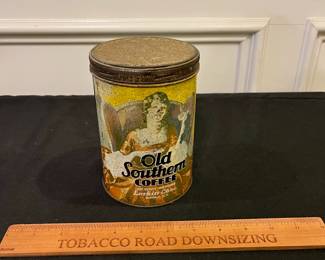 Old
Southern
COFFEE
TOBACCO ROAD DOWNSIZING